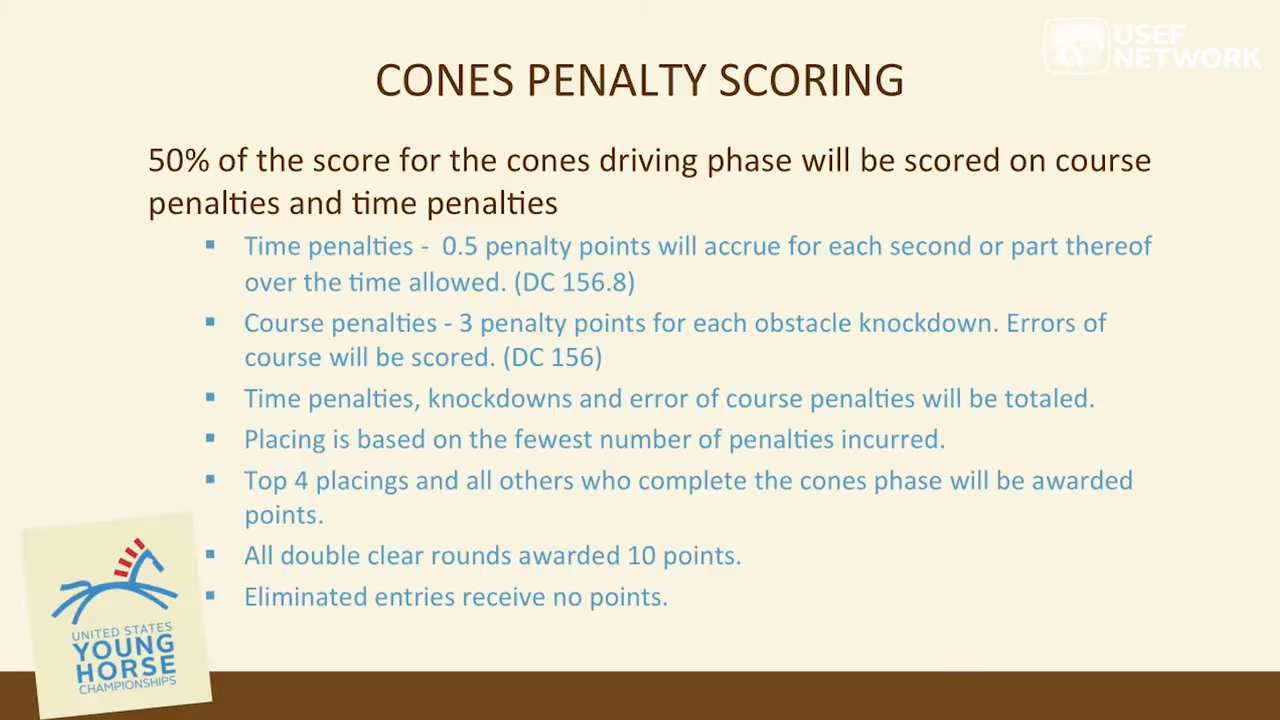 USEF
NETWORK
CONES PENALTY SCORING
50% of the score for the cones driving phase will be scored on course
penalties and time penalties
▪ Time penalties -  0.5 penalty points will accrue for each second or part thereof
over the time allowed. (DC 156.8)
▪ Course penalties - 3 penalty points for each obstacle knockdown. Errors of
course will be scored. (DC 156)
▪ Time penalties, knockdowns and error of course penalties will be totaled.
▪ Placing is based on the fewest number of penalties incurred.
▪ Top 4 placings and all others who complete the cones phase will be awarded
points.
▪ All double clear rounds awarded 10 points.
▪ Eliminated entries receive no points.
UNITED STATES
YOUNG
HORSE
CHAMPIONSHIPS